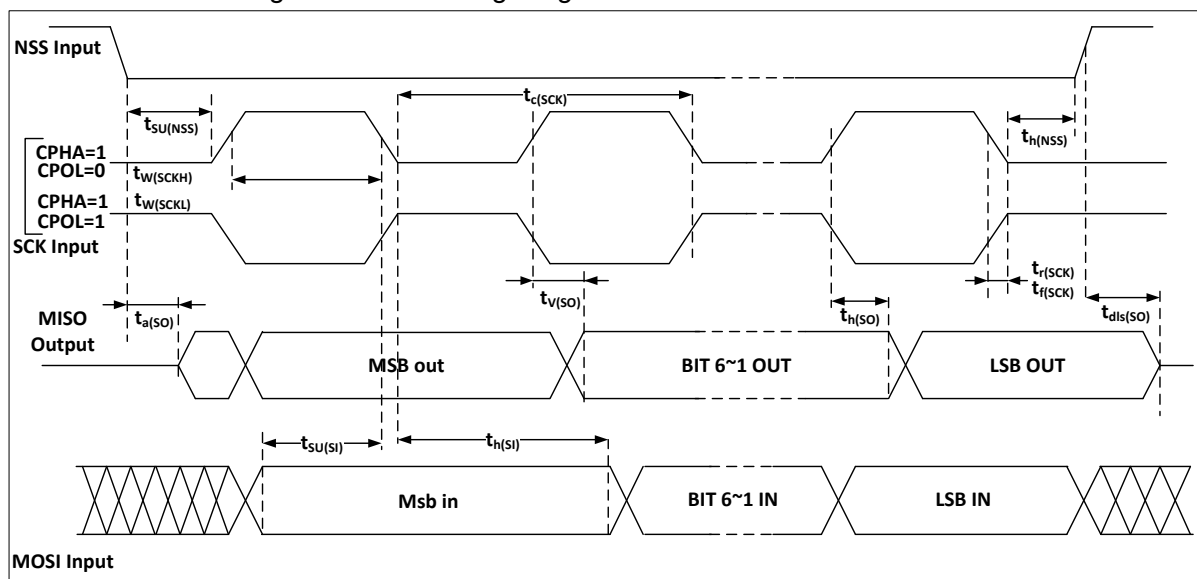 NSS Input
tc(SCK)
tSU(NSS)
th(NSS)
CPHA=1
CPOL=0
tW(SCKH)
CPHA=1
tW(SCKL)
CPOL=1
SCK Input
tr(SCK)
tV(SO)
tf(SCK)
ta(SO)
th(SO)
tdis(SO)
MISO
Output
MSB out
BIT 6~1 OUT
LSB OUT
tSU(SI)
th(SI)
Msb in
BIT 6~1 IN
LSB IN
MOSI Input